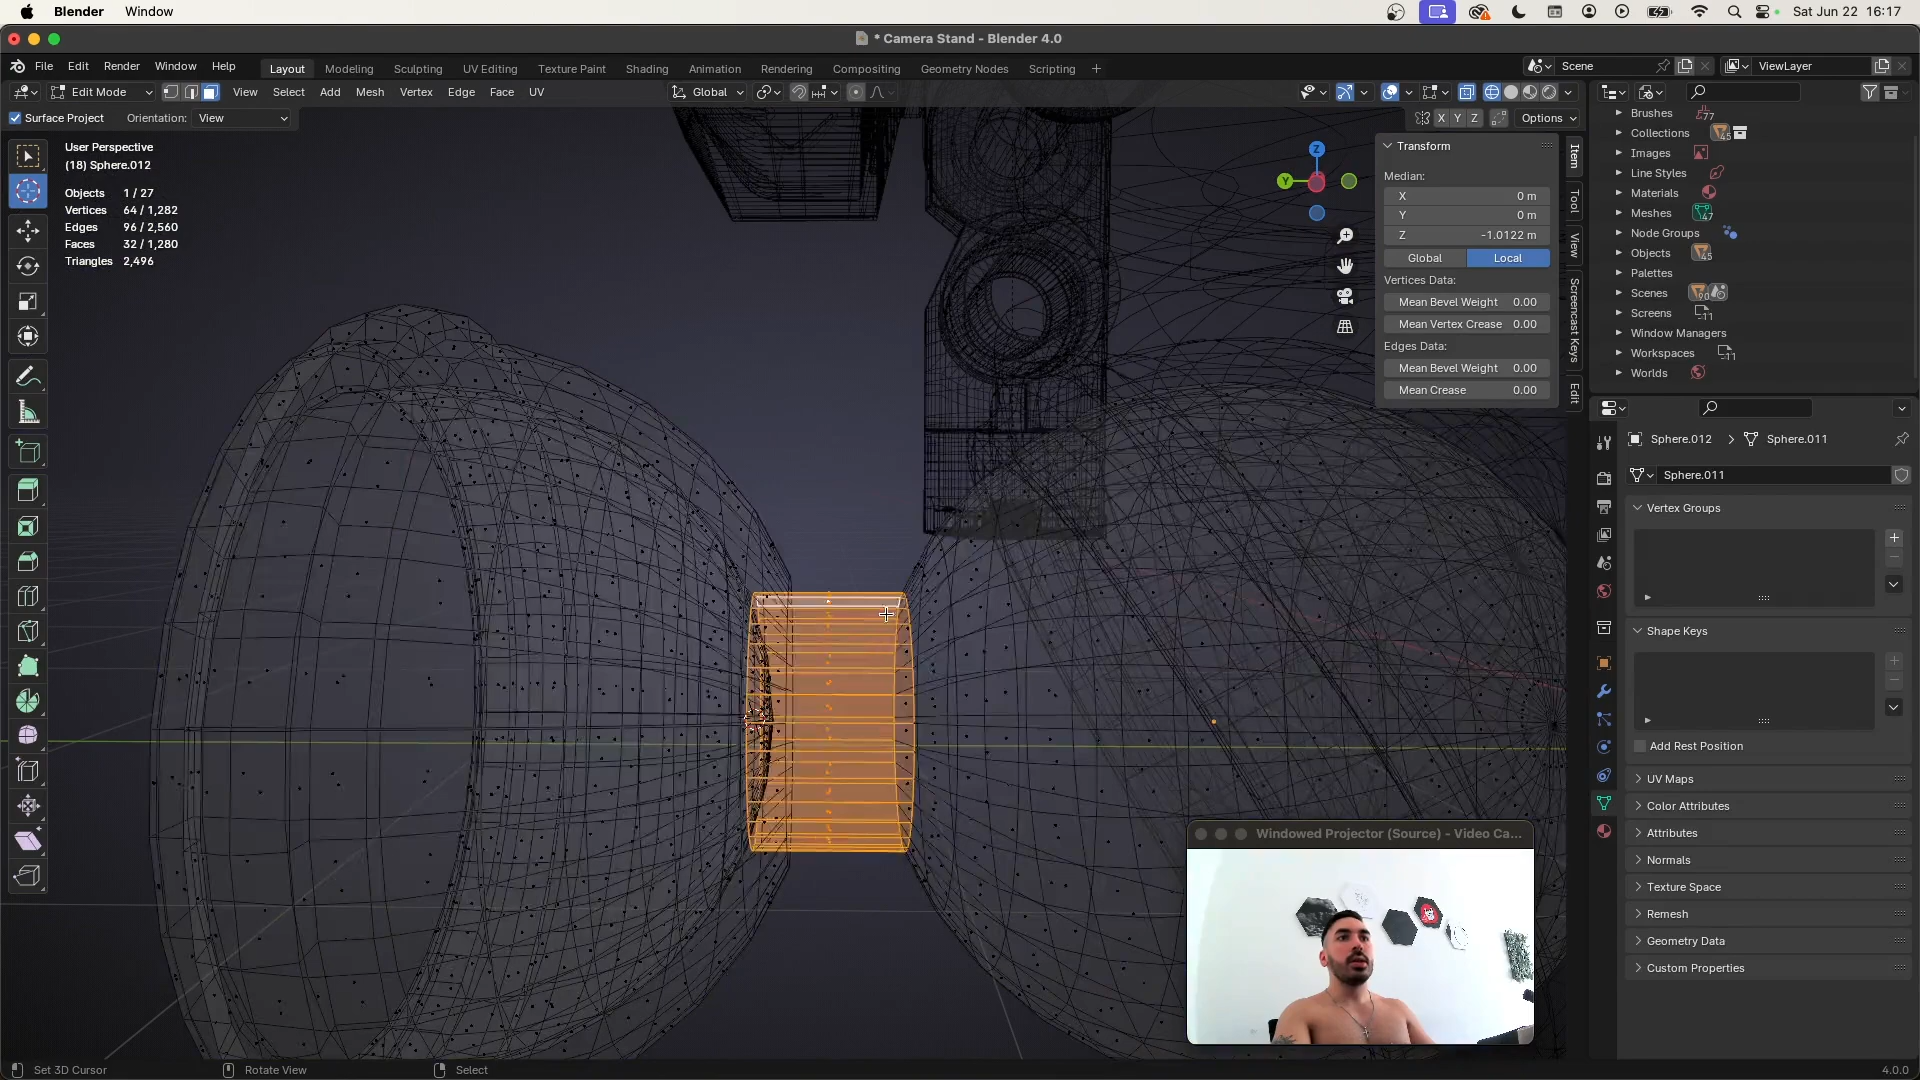 Blender Window Sat Jun 22 16:17
* Camera Stand - Blender 4.0
File Edit Render Window Help Layout Modeling Sculpting UV Editing Texture Paint Shading Animation Rendering Compositing Geometry Nodes Scripting + Scene ViewLayer
Edit Mode View Select Add Mesh Vertex Edge Face UV Global
Surface Project Orientation: View X Y Z Options
User Perspective
(18) Sphere.012
Objects 1 / 27
Vertices 64 / 1,282
Edges 96 / 2,560
Faces 32 / 1,280
Triangles 2,496
Z
Y
Transform
Median:
X 0 m
Y 0 m
Z -1.0122 m
Global Local
Vertices Data:
Mean Bevel Weight 0.00
Mean Vertex Crease 0.00
Edges Data:
Mean Bevel Weight 0.00
Mean Crease 0.00
Item
Tool
View
Screencast Keys
Edit
Brushes 77
Collections 45
Images
Line Styles
Materials
Meshes 47
Node Groups
Objects 45
Palettes
Scenes 90
Screens 11
Window Managers
Workspaces 11
Worlds
Sphere.012 Sphere.011
Sphere.011
Vertex Groups
Shape Keys
Add Rest Position
UV Maps
Color Attributes
Attributes
Normals
Texture Space
Remesh
Geometry Data
Custom Properties
Windowed Projector (Source) - Video Ca...
Set 3D Cursor Rotate View Select 4.0.0